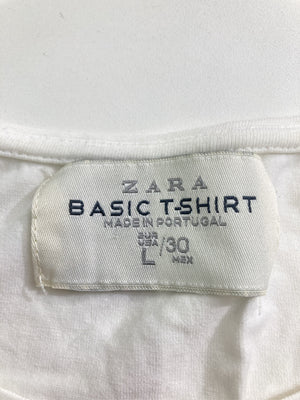 ZARA
BASIC T-SHIRT
MADE IN PORTUGAL
EUR
USA
L/30
MEX